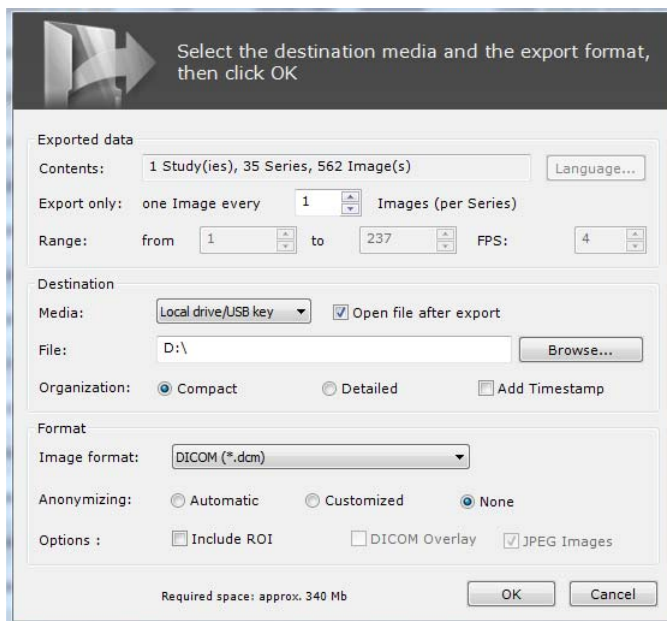 Select the destination media and the export format,
then click OK
Exported data
Contents: 1 Study(ies), 35 Series, 562 Image(s) Language...
Export only: one Image every 1 Images (per Series)
Range: from 1 to 237 FPS: 4
Destination
Media: Local drive/USB key Open file after export
File: D:\ Browse...
Organization: Compact Detailed Add Timestamp
Format
Image format: DICOM (*.dcm)
Anonymizing: Automatic Customized None
Options : Include ROI DICOM Overlay JPEG Images
Required space: approx. 340 Mb OK Cancel